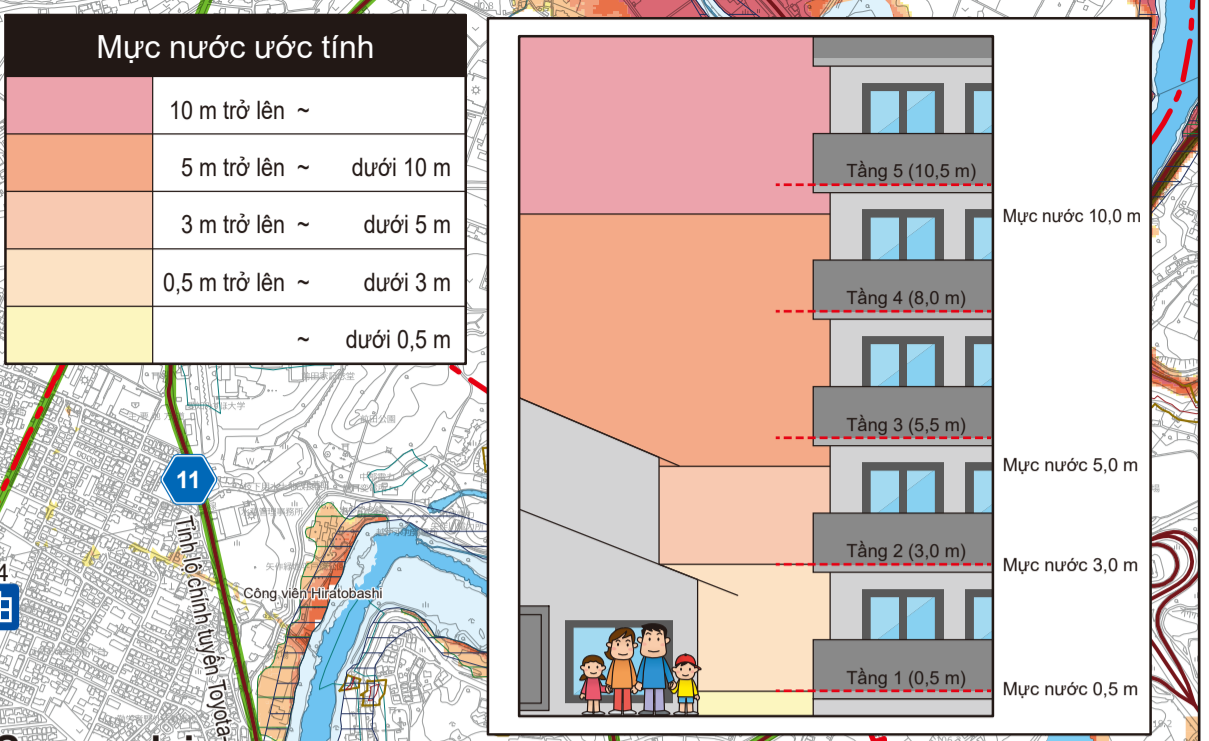 Mực nước ước tính
10 m trở lên ~
5 m trở lên ~ dưới 10 m
3 m trở lên ~ dưới 5 m
0,5 m trở lên ~ dưới 3 m
~ dưới 0,5 m
Tầng 5 (10,5 m)
Mực nước 10,0 m
Tầng 4 (8,0 m)
Tầng 3 (5,5 m)
Mực nước 5,0 m
Tầng 2 (3,0 m)
Mực nước 3,0 m
Tầng 1 (0,5 m)
Mực nước 0,5 m
11
Tỉnh lộ chính tuyến Toyota-
Công viên Hiratobashi